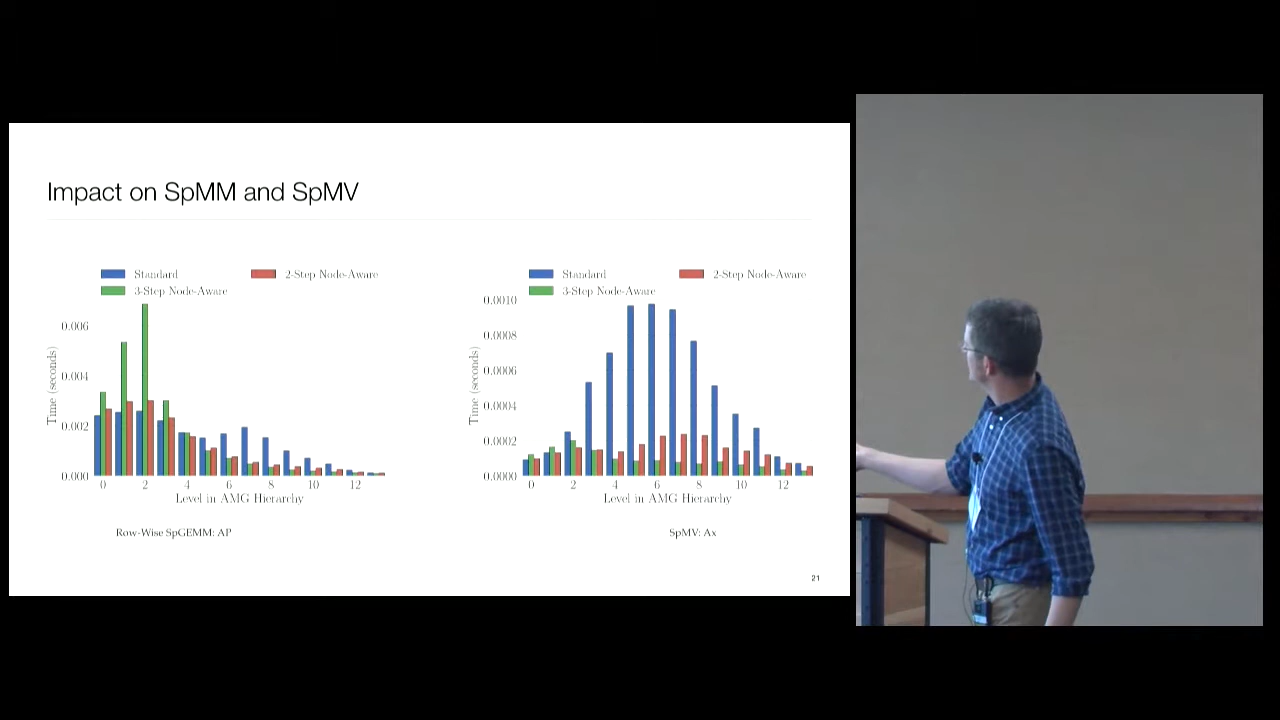 Impact on SpMM and SpMV
Standard
2-Step Node-Aware
3-Step Node-Aware
0.006
0.004
0.002
0.000
Time (seconds)
0 2 4 6 8 10 12
Level in AMG Hierarchy
Row-Wise SpGEMM: AP
Standard
2-Step Node-Aware
3-Step Node-Aware
0.0010
0.0008
0.0006
0.0004
0.0002
0.0000
Time (seconds)
0 2 4 6 8 10 12
Level in AMG Hierarchy
SpMV: Ax
21